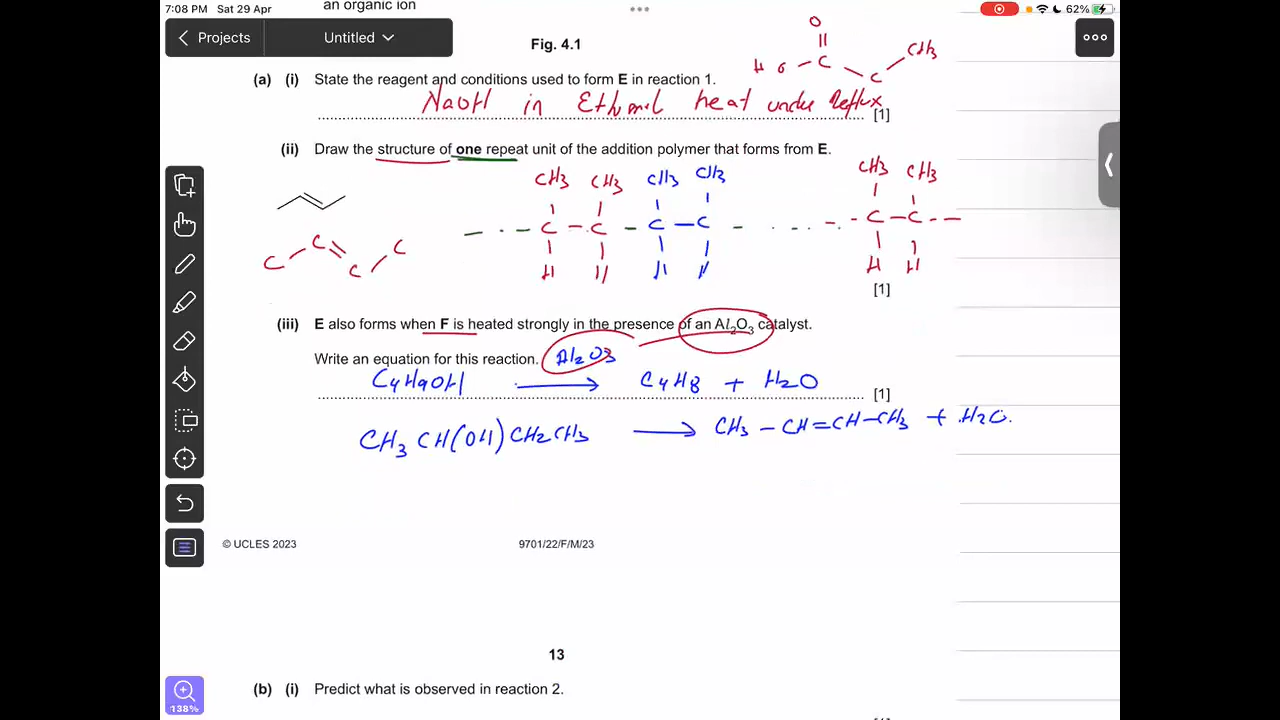 7:08 PM Sat 29 Apr
62%
an organic ion
Projects
Untitled
Fig. 4.1
O
H O – C C CH3
(a) (i) State the reagent and conditions used to form E in reaction 1.
NaOH in Ethanol heat under Reflux
[1]
(ii) Draw the structure of one repeat unit of the addition polymer that forms from E.
CH3 CH3 CH3 CH3 CH3 CH3
C – C – C – C C – C
C C C C
H H H H H H
[1]
(iii) E also forms when F is heated strongly in the presence of an Al2O3 catalyst.
Write an equation for this reaction.
Al2O3
C4H9OH ⟶ C4H8 + H2O
[1]
CH3 CH(OH) CH2CH3 ⟶ CH3 – CH=CH–CH3 + H2O.
© UCLES 2023
9701/22/F/M/23
13
(b) (i) Predict what is observed in reaction 2.
138%